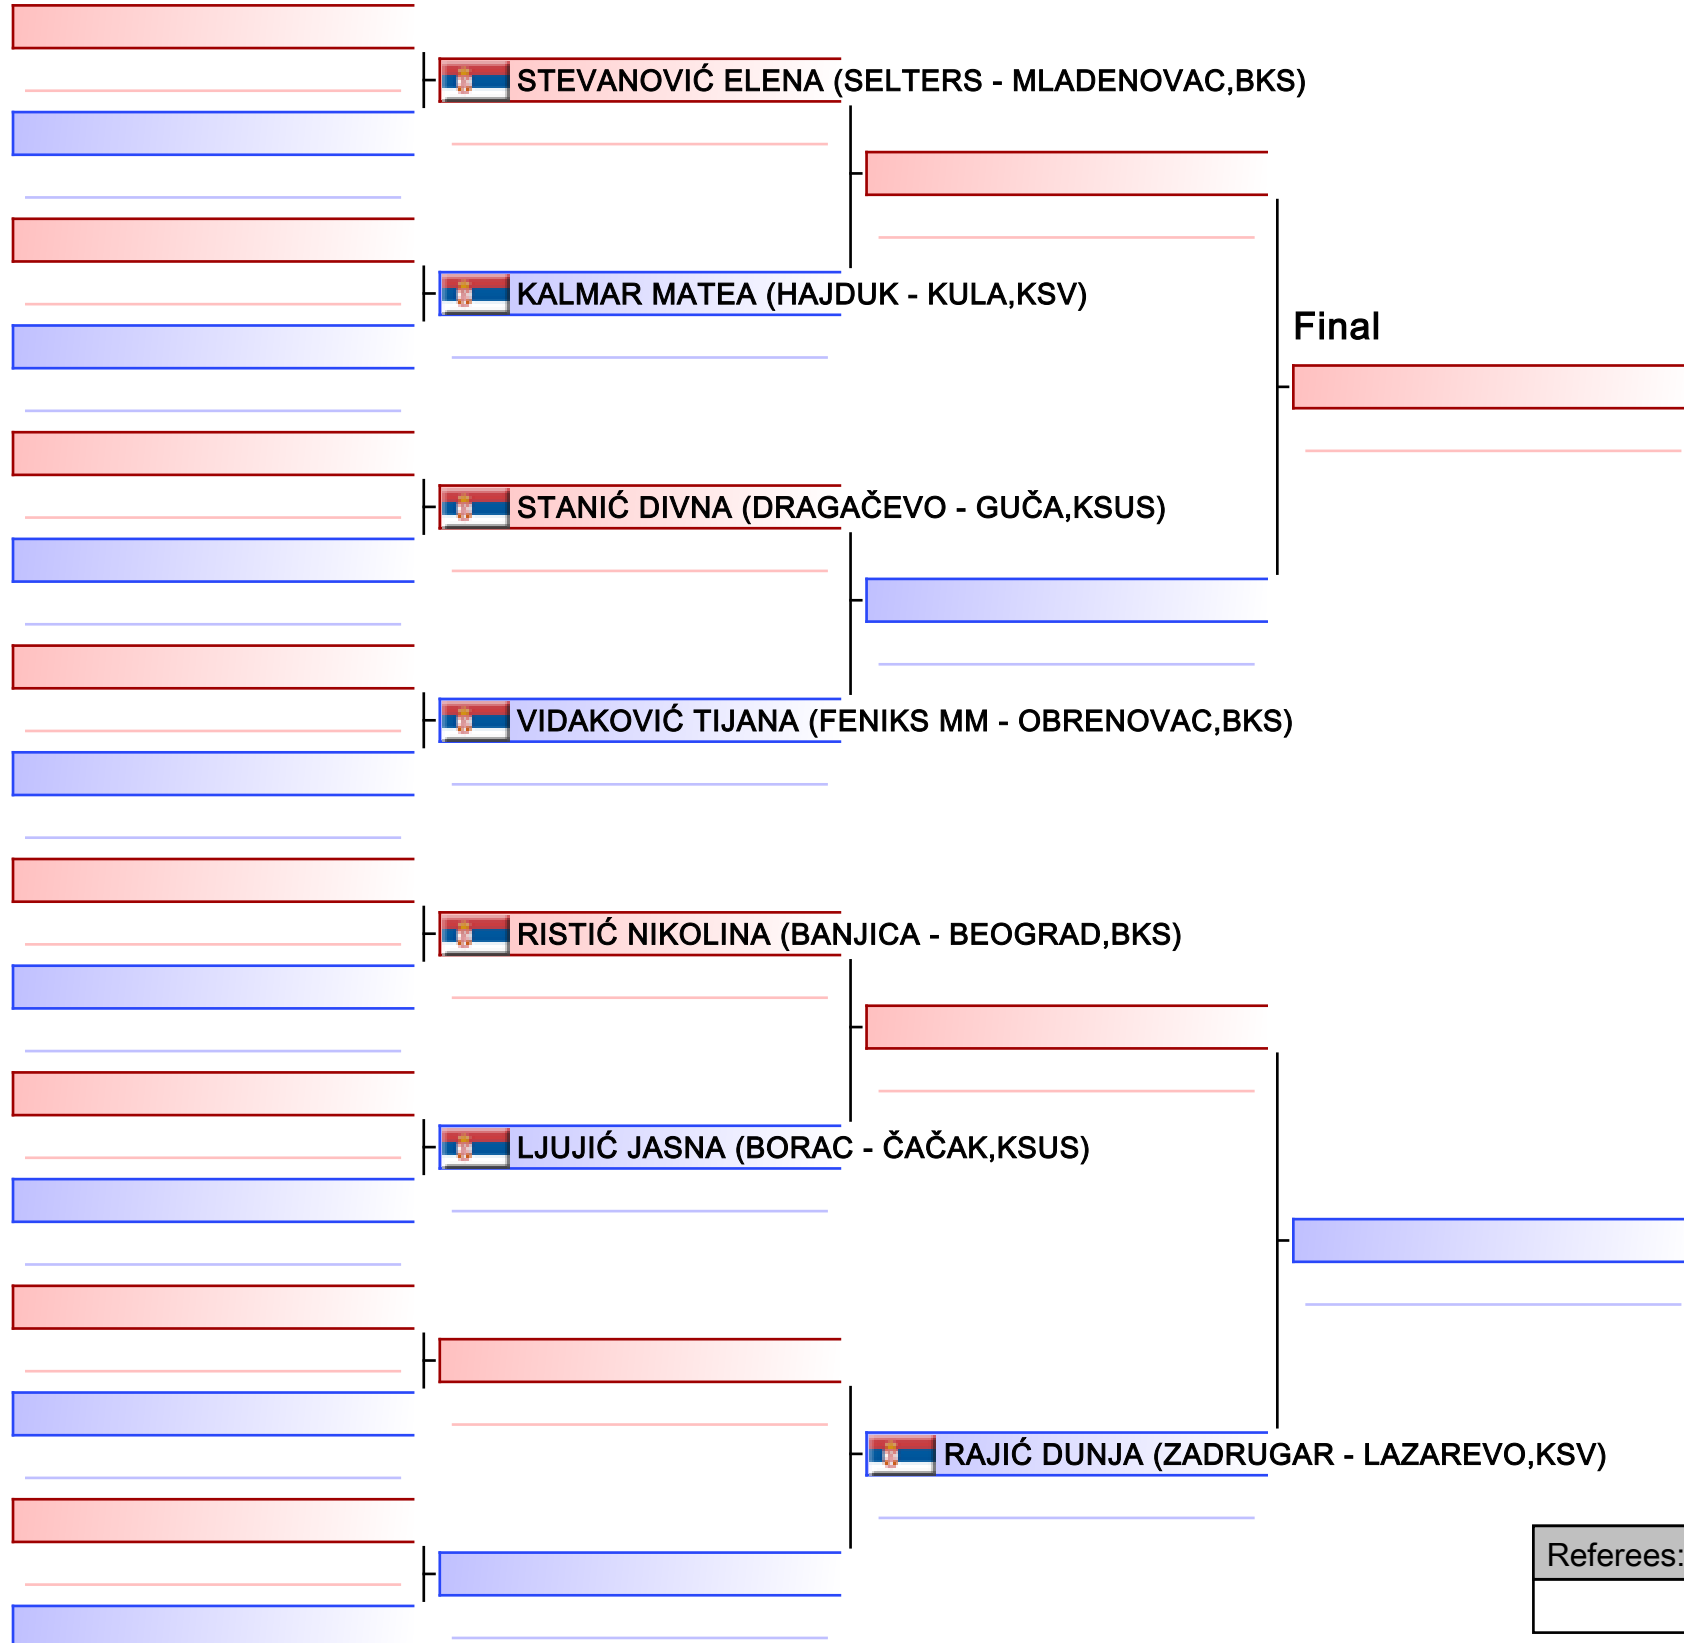 STEVANOVIĆ ELENA (SELTERS - MLADENOVAC,BKS)
KALMAR MATEA (HAJDUK - KULA,KSV)
Final
STANIĆ DIVNA (DRAGAČEVO - GUČA,KSUS)
VIDAKOVIĆ TIJANA (FENIKS MM - OBRENOVAC,BKS)
RISTIĆ NIKOLINA (BANJICA - BEOGRAD,BKS)
LJUJIĆ JASNA (BORAC - ČAČAK,KSUS)
RAJIĆ DUNJA (ZADRUGAR - LAZAREVO,KSV)
Referees: